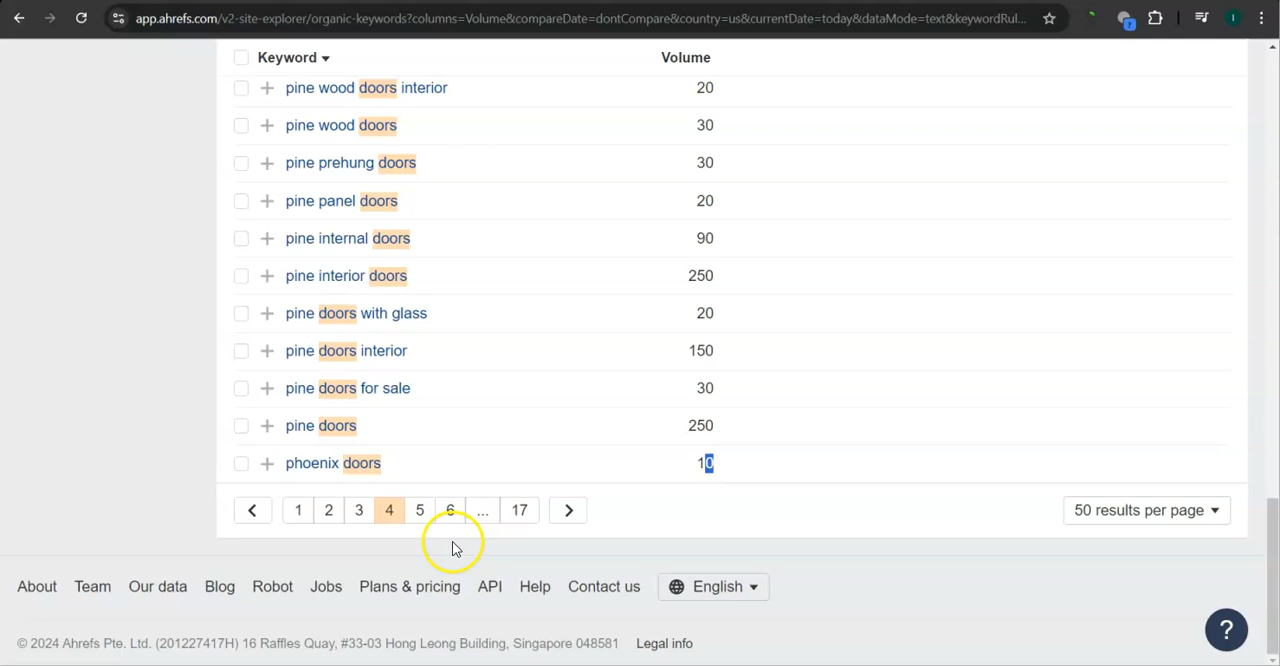 app.ahrefs.com/v2-site-explorer/organic-keywords?columns=Volume&compareDate=dontCompare&country=us&currentDate=today&dataMode=text&keywordRul...
Keyword Volume
pine wood doors interior 20
pine wood doors 30
pine prehung doors 30
pine panel doors 20
pine internal doors 90
pine interior doors 250
pine doors with glass 20
pine doors interior 150
pine doors for sale 30
pine doors 250
phoenix doors 10
1 2 3 4 5 6 ... 17 50 results per page
About Team Our data Blog Robot Jobs Plans & pricing API Help Contact us English
© 2024 Ahrefs Pte. Ltd. (201227417H) 16 Raffles Quay, #33-03 Hong Leong Building, Singapore 048581 Legal info
?